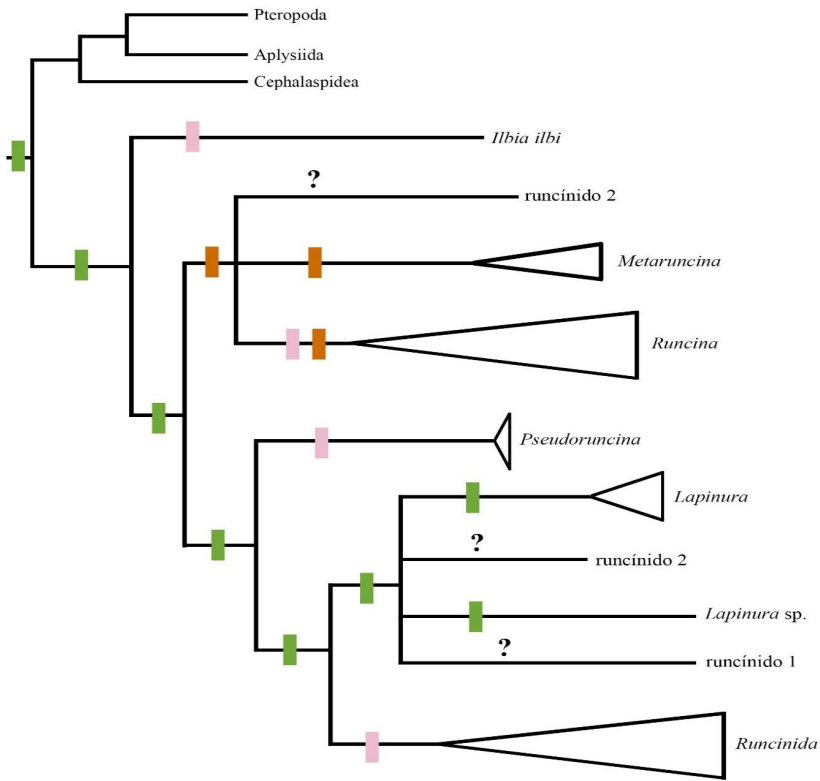 Pteropoda
Aplysiida
Cephalaspidea
Ilbia ilbi
?
runcínido 2
Metaruncina
Runcina
Pseudoruncina
Lapinura
?
runcínido 2
Lapinura sp.
?
runcínido 1
Runcinida